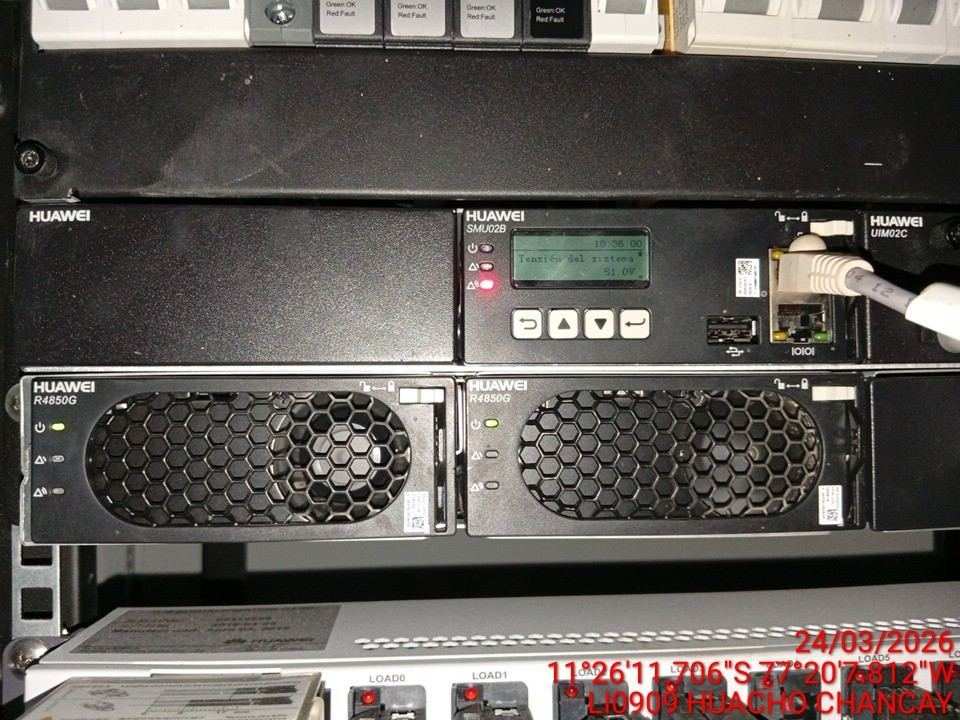 Green:OK
Red:Fault
Green:OK
Red:Fault
Green:OK
Red:Fault
Green:OK
Red:Fault
HUAWEI
HUAWEI
SMU02B
HUAWEI
UIM02C
18:36:00
Tensión del sistema
51.0V
HUAWEI
R4850G
HUAWEI
R4850G
HUAWEI
LOAD0
LOAD1
LOAD5
24/03/2026
11°26'11.706"S 77°20'7.812"W
LI0909 HUACHO CHANCAY